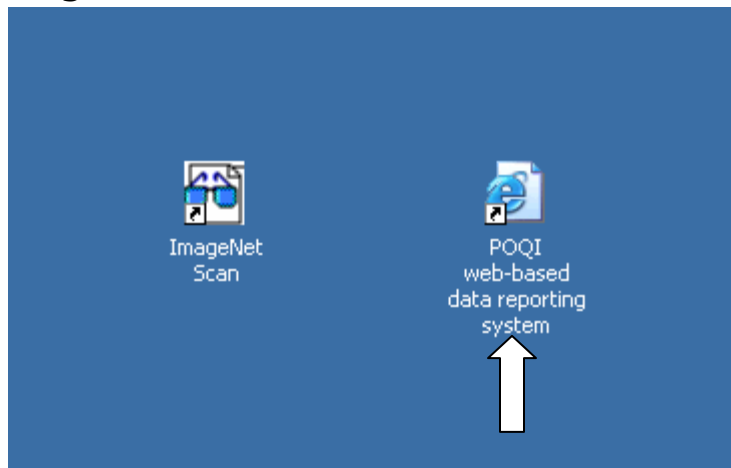 ImageNet
Scan
POQI
web-based
data reporting
system